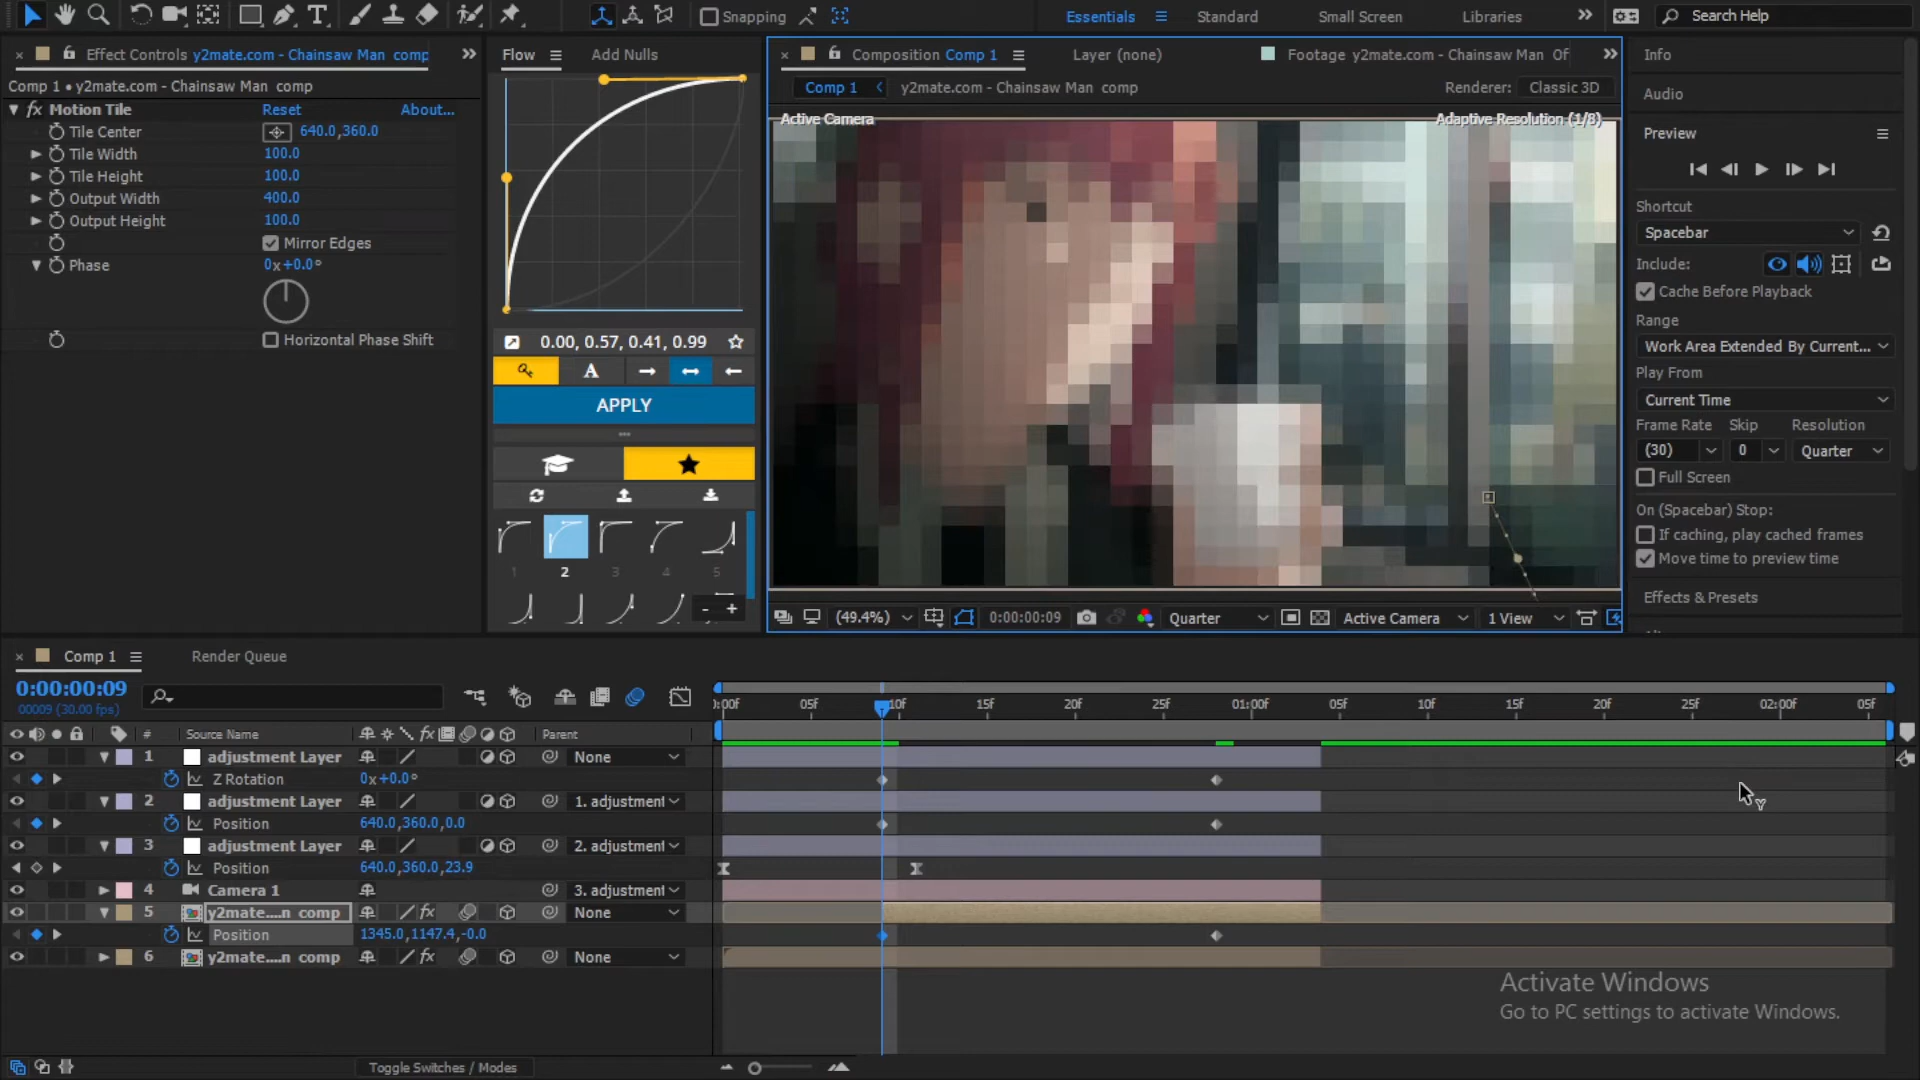 Snapping
Essentials
Standard
Small Screen
Libraries
Search Help
Effect Controls y2mate.com - Chainsaw Man comp
Comp 1 • y2mate.com - Chainsaw Man comp
fx Motion Tile Reset About...
Tile Center 640.0,360.0
Tile Width 100.0
Tile Height 100.0
Output Width 400.0
Output Height 100.0
Mirror Edges
Phase 0x+0.0°
Horizontal Phase Shift
Flow
Add Nulls
0.00, 0.57, 0.41, 0.99
A
APPLY
1 2 3 4 5
- +
Composition Comp 1
Layer (none)
Footage y2mate.com - Chainsaw Man Of
Comp 1
y2mate.com - Chainsaw Man comp
Renderer: Classic 3D
Active Camera
Adaptive Resolution (1/8)
(49.4%)
0:00:00:09
Quarter
Active Camera
1 View
Info
Audio
Preview
Shortcut
Spacebar
Include:
Cache Before Playback
Range
Work Area Extended By Current...
Play From
Current Time
Frame Rate Skip Resolution
(30) 0 Quarter
Full Screen
On (Spacebar) Stop:
If caching, play cached frames
Move time to preview time
Effects & Presets
Comp 1
Render Queue
0:00:00:09
00009 (30.00 fps)
# Source Name fx Parent
):00f 05f 10f 15f 20f 25f 01:00f 05f 10f 15f 20f 25f 02:00f 05f
1 adjustment Layer None
Z Rotation 0x+0.0°
2 adjustment Layer 1. adjustment
Position 640.0,360.0,0.0
3 adjustment Layer 2. adjustment
Position 640.0,360.0,23.9
4 Camera 1 3. adjustment
5 y2mate....n comp fx None
Position 1345.0,1147.4,-0.0
6 y2mate....n comp fx None
Activate Windows
Go to PC settings to activate Windows.
Toggle Switches / Modes